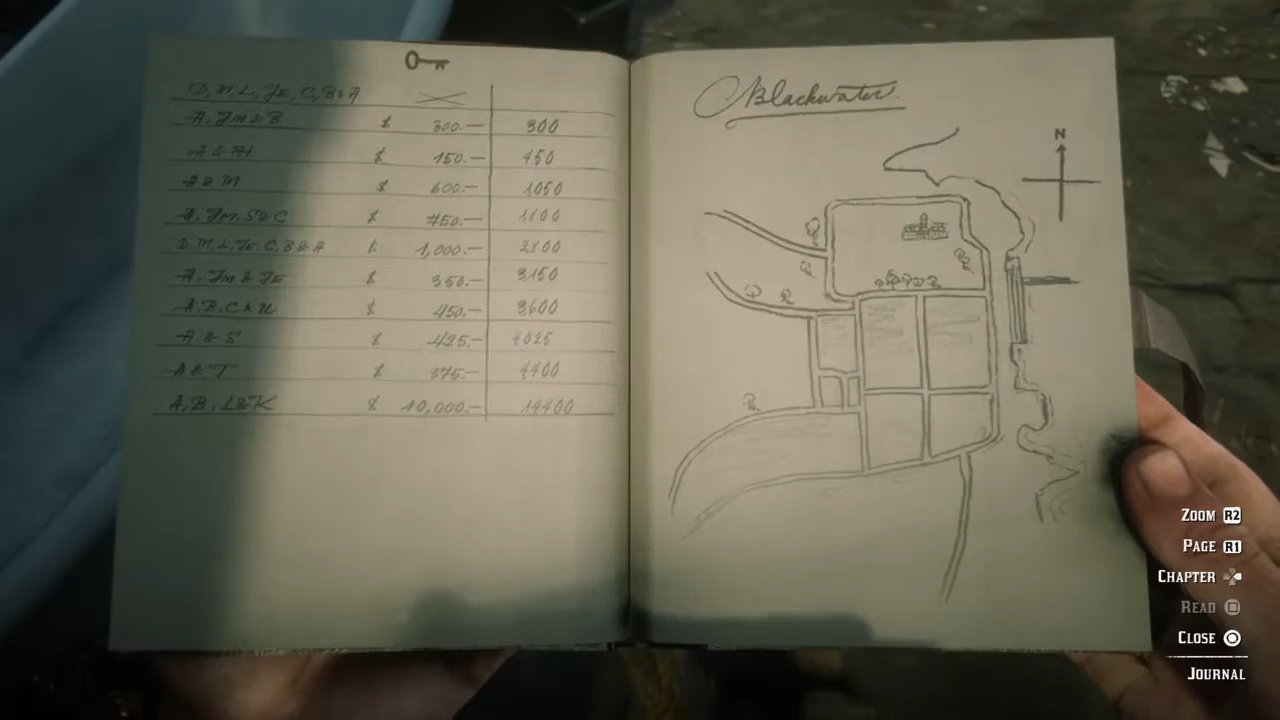 D, M, L, Je, C, B & A
A, Jm & B $ 300.— 300
A & H $ 150.— 450
A & M $ 600.— 1050
A, Jm, S & C $ 750.— 1800
D, M, L, Je, C, B & A $ 1,000.— 2800
A, Jm & Je $ 350.— 3150
A, B, C & U $ 450.— 3600
A & S $ 425.— 4025
A & T $ 375.— 4400
A, B, L & K $ 10,000.— 14400
Blackwater
N
ZOOM R2
PAGE R1
CHAPTER
READ
CLOSE
JOURNAL